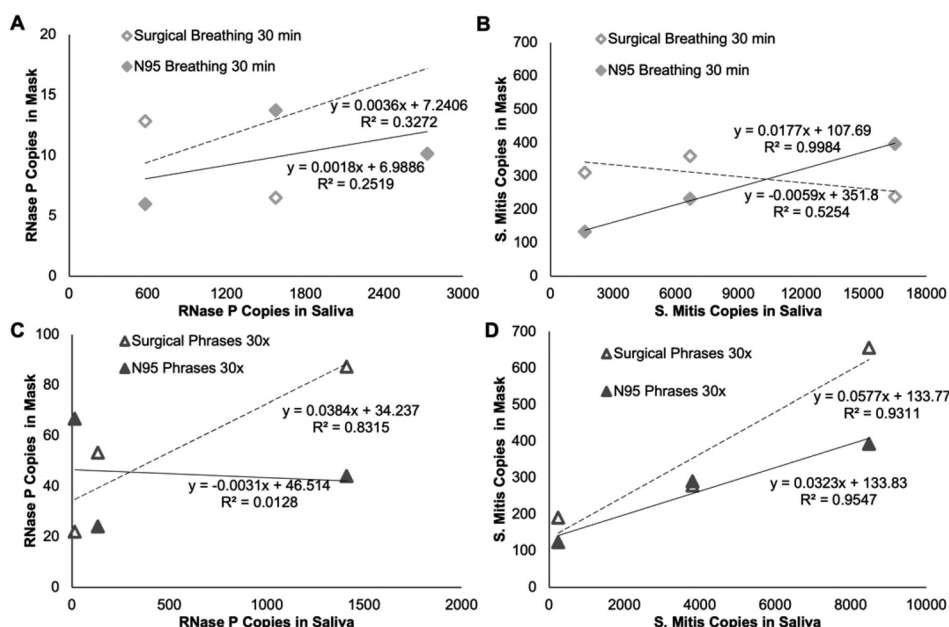 A
RNase P Copies in Mask
20
15
10
5
0
Surgical Breathing 30 min
N95 Breathing 30 min
y = 0.0036x + 7.2406
R² = 0.3272
y = 0.0018x + 6.9886
R² = 0.2519
0 600 1200 1800 2400 3000
RNase P Copies in Saliva
B
S. Mitis Copies in Mask
700
600
500
400
300
200
100
0
Surgical Breathing 30 min
N95 Breathing 30 min
y = 0.0177x + 107.69
R² = 0.9984
y = -0.0059x + 351.8
R² = 0.5254
0 3000 6000 9000 12000 15000 18000
S. Mitis Copies in Saliva
C
RNase P Copies in Mask
100
80
60
40
20
0
Surgical Phrases 30x
N95 Phrases 30x
y = 0.0384x + 34.237
R² = 0.8315
y = -0.0031x + 46.514
R² = 0.0128
0 500 1000 1500 2000
RNase P Copies in Saliva
D
S. Mitis Copies in Mask
700
600
500
400
300
200
100
0
Surgical Phrases 30x
N95 Phrases 30x
y = 0.0577x + 133.77
R² = 0.9311
y = 0.0323x + 133.83
R² = 0.9547
0 2000 4000 6000 8000 10000
S. Mitis Copies in Saliva